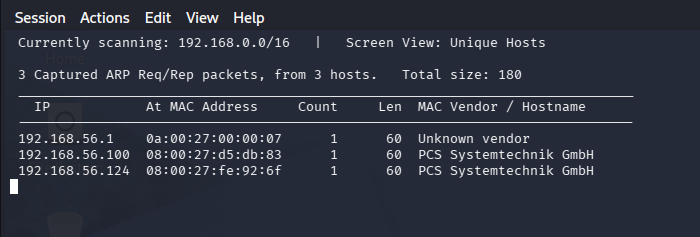 Session Actions Edit View Help
Currently scanning: 192.168.0.0/16 | Screen View: Unique Hosts
3 Captured ARP Req/Rep packets, from 3 hosts. Total size: 180
IP At MAC Address Count Len MAC Vendor / Hostname
192.168.56.1 0a:00:27:00:00:07 1 60 Unknown vendor
192.168.56.100 08:00:27:d5:db:83 1 60 PCS Systemtechnik GmbH
192.168.56.124 08:00:27:fe:92:6f 1 60 PCS Systemtechnik GmbH